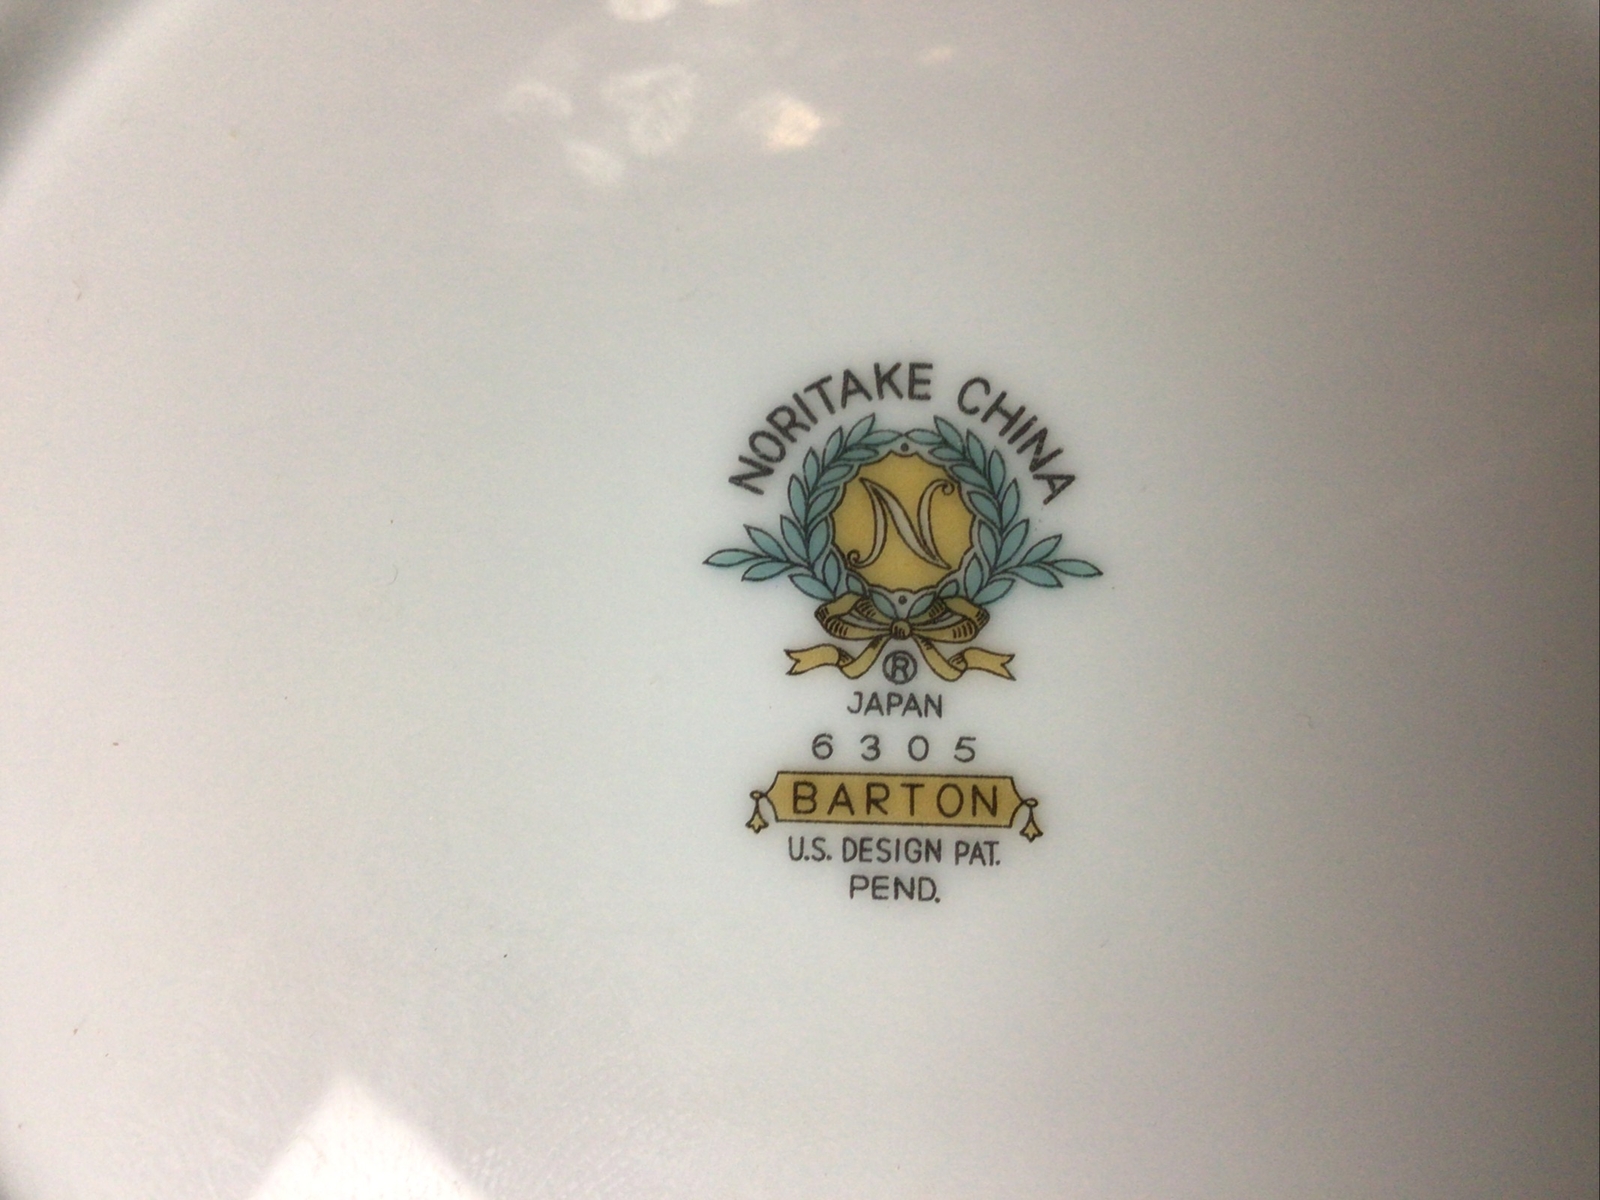 NORITAKE CHINA
N
®
JAPAN
6305
BARTON
U.S. DESIGN PAT.
PEND.